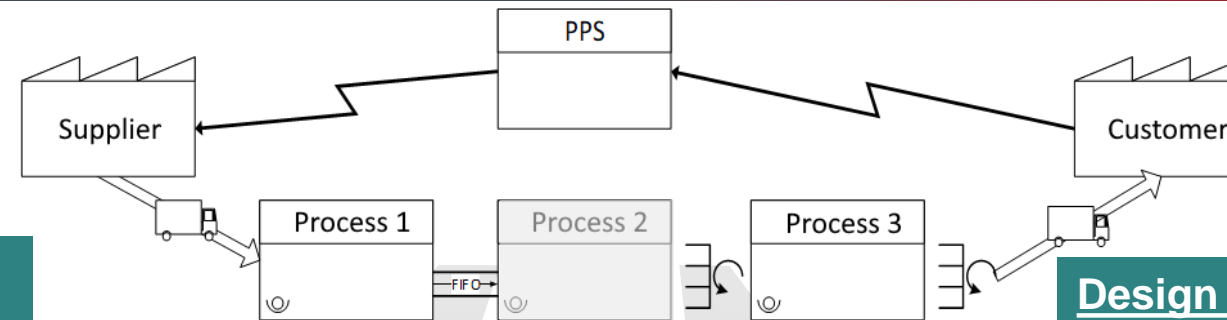 PPS
Supplier
Customer
Process 1
Process 2
Process 3
FIFO
Design